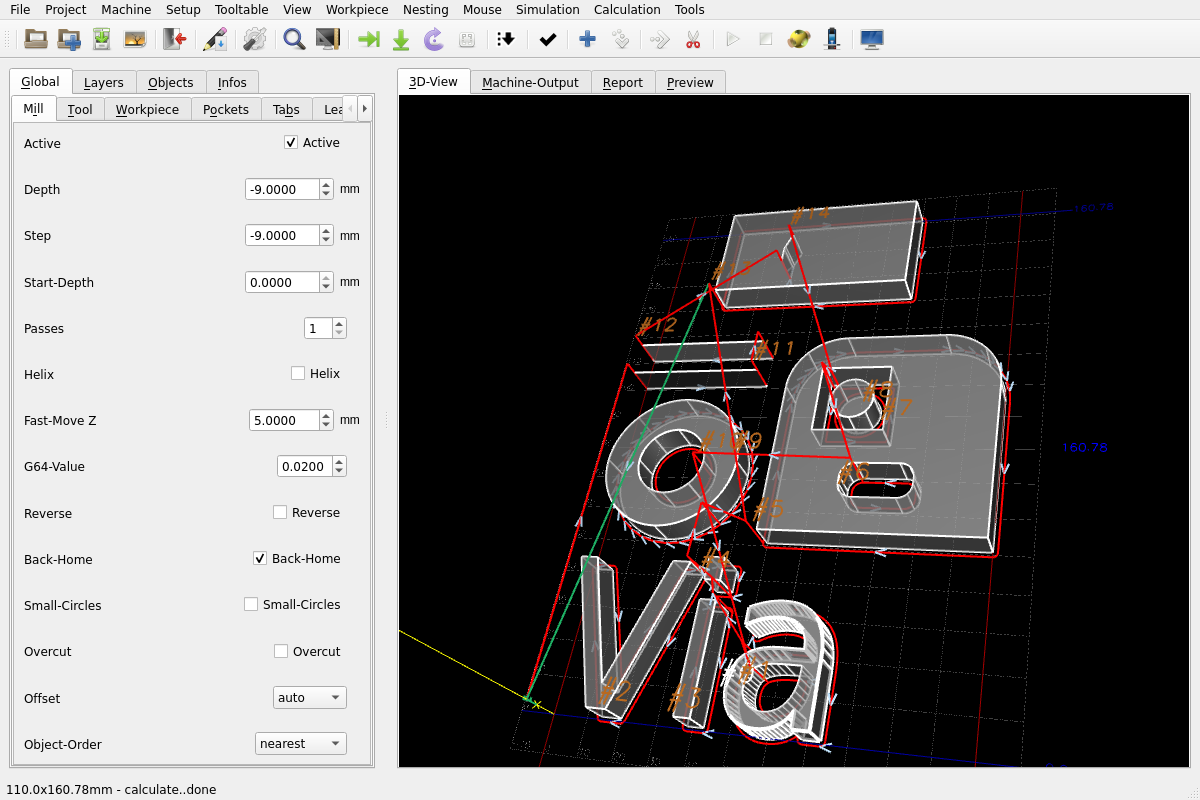 File Project Machine Setup Tooltable View Workpiece Nesting Mouse Simulation Calculation Tools
Global Layers Objects Infos
3D-View Machine-Output Report Preview
Mill Tool Workpiece Pockets Tabs Lea
Active Active
Depth -9.0000 mm
Step -9.0000 mm
Start-Depth 0.0000 mm
Passes 1
Helix Helix
Fast-Move Z 5.0000 mm
G64-Value 0.0200
Reverse Reverse
Back-Home Back-Home
Small-Circles Small-Circles
Overcut Overcut
Offset auto
Object-Order nearest
160.78
#14
#12
#11
#8
#7
160.78
#10
#9
#6
#5
#4
#1
#2
#3
Via
110.0x160.78mm - calculate..done